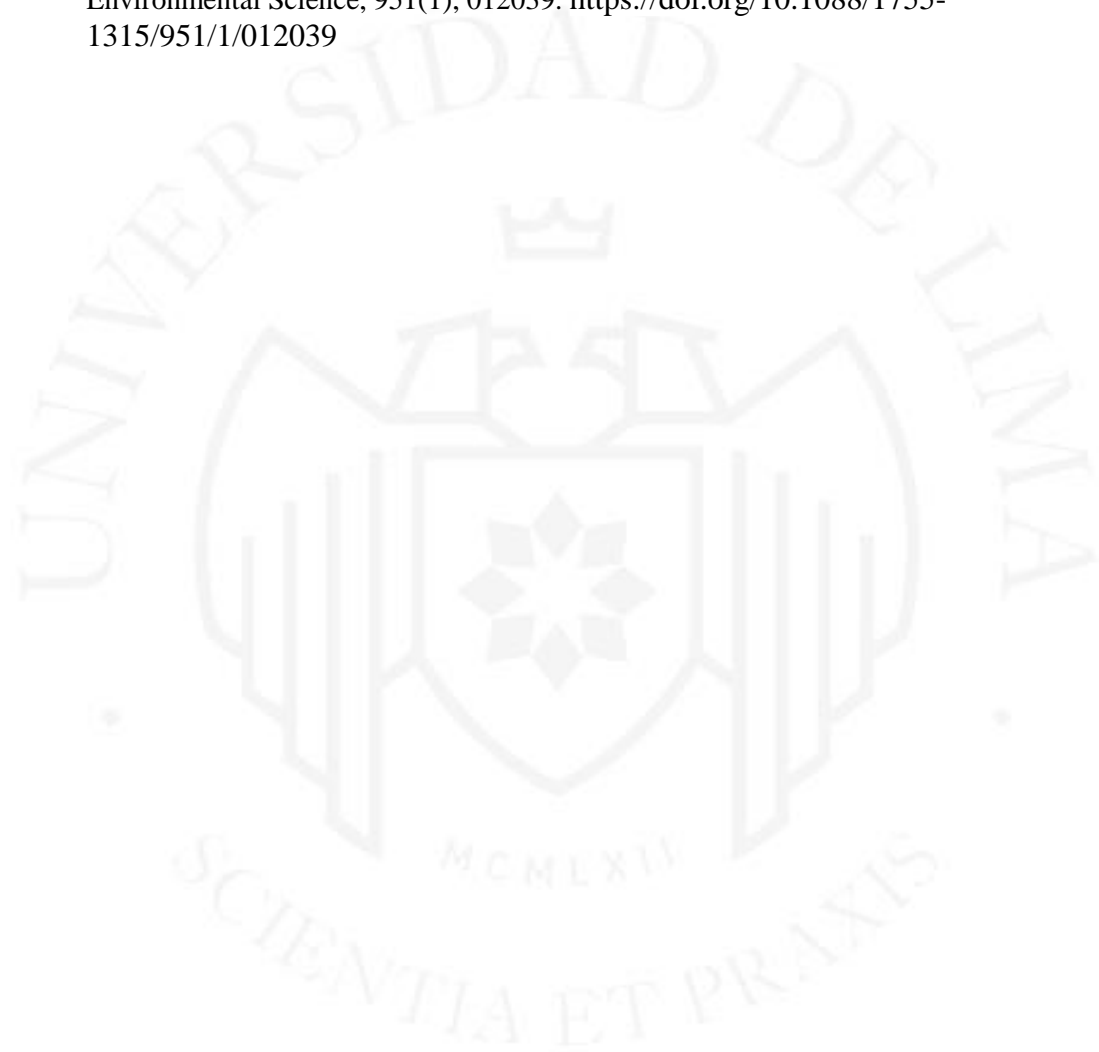 Environmental Science, 951(1), 012039. https://doi.org/10.1088/1755-
1315/951/1/012039
UNIVERSIDAD DE LIMA
MCMLXII
SCIENTIA ET PRAXIS